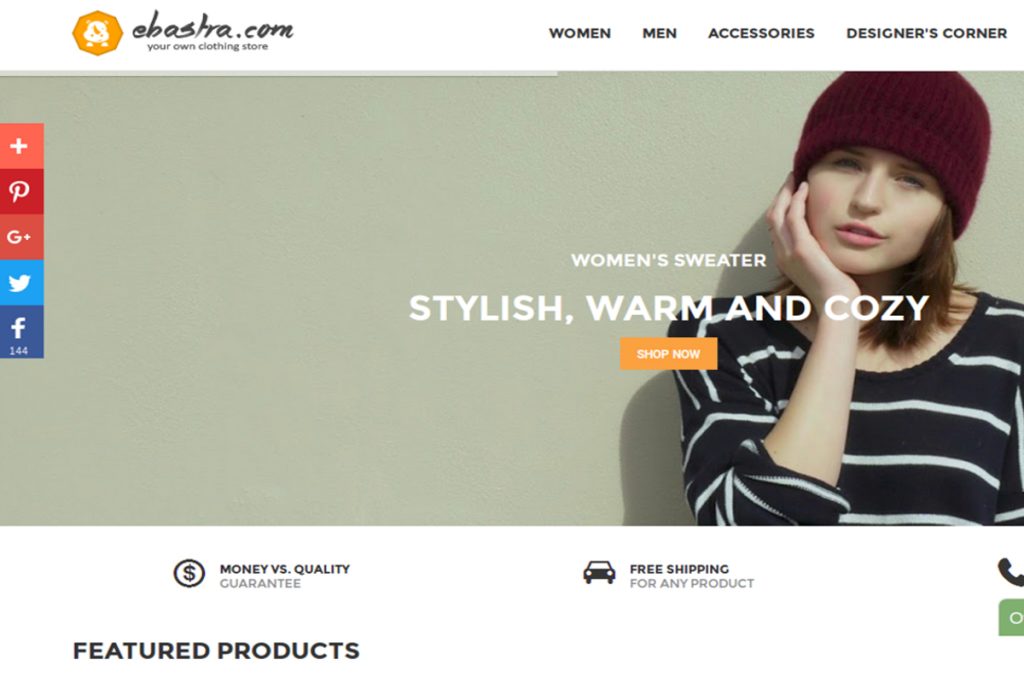 ebastra.com
your own clothing store
WOMEN MEN ACCESSORIES DESIGNER'S CORNER
G+
144
WOMEN'S SWEATER
STYLISH, WARM AND COZY
SHOP NOW
MONEY VS. QUALITY
GUARANTEE
FREE SHIPPING
FOR ANY PRODUCT
FEATURED PRODUCTS